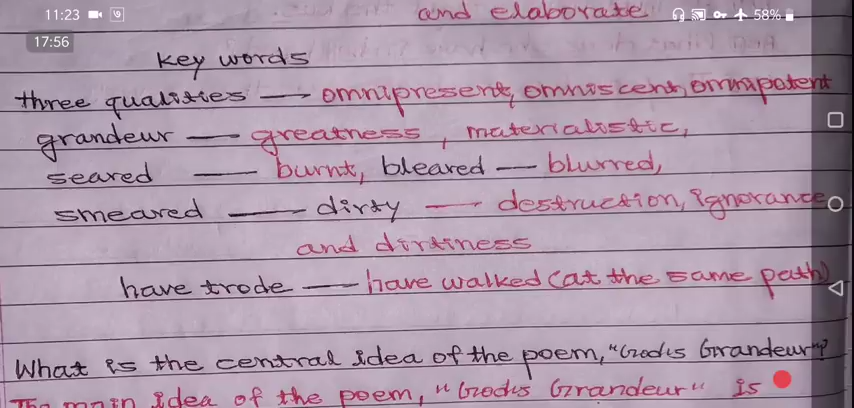 11:23
58%
17:56
and elaborate
key words
three qualities — omnipresent, omniscent, omnipotent
grandeur — greatness, materialistic,
seared — burnt, bleared — blurred,
smeared — dirty — destruction, ignorance
and dirtiness
have trode — have walked (at the same path)
What is the central idea of the poem, "God's Grandeur"?
The main idea of the poem, "God's Grandeur" is